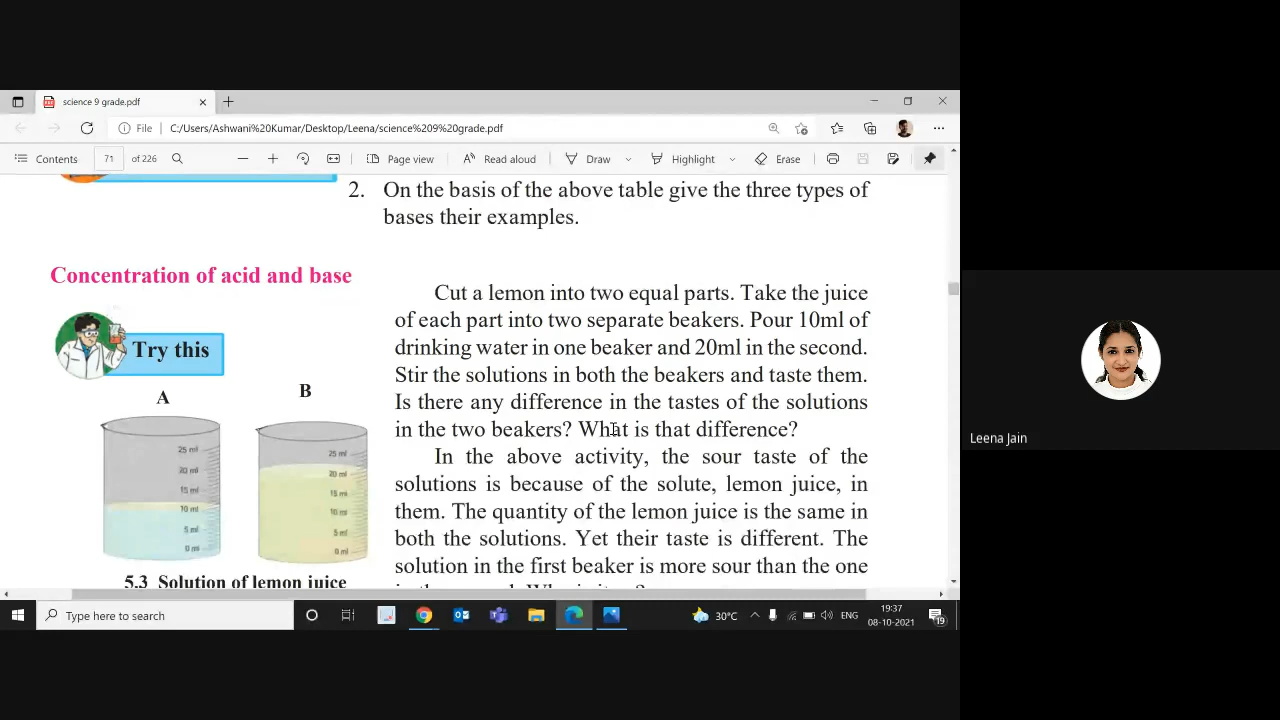 science 9 grade.pdf
File C:/Users/Ashwani%20Kumar/Desktop/Leena/science%209%20grade.pdf
Contents 71 of 226 Page view Read aloud Draw Highlight Erase
2. On the basis of the above table give the three types of
bases their examples.
Concentration of acid and base
Try this
A
B
25 ml
20 ml
15 ml
10 ml
5 ml
0 ml
25 ml
20 ml
15 ml
10 ml
5 ml
0 ml
5.3 Solution of lemon juice
Cut a lemon into two equal parts. Take the juice
of each part into two separate beakers. Pour 10ml of
drinking water in one beaker and 20ml in the second.
Stir the solutions in both the beakers and taste them.
Is there any difference in the tastes of the solutions
in the two beakers? What is that difference?
In the above activity, the sour taste of the
solutions is because of the solute, lemon juice, in
them. The quantity of the lemon juice is the same in
both the solutions. Yet their taste is different. The
solution in the first beaker is more sour than the one
Leena Jain
Type here to search
30°C
ENG
19:37
08-10-2021
19